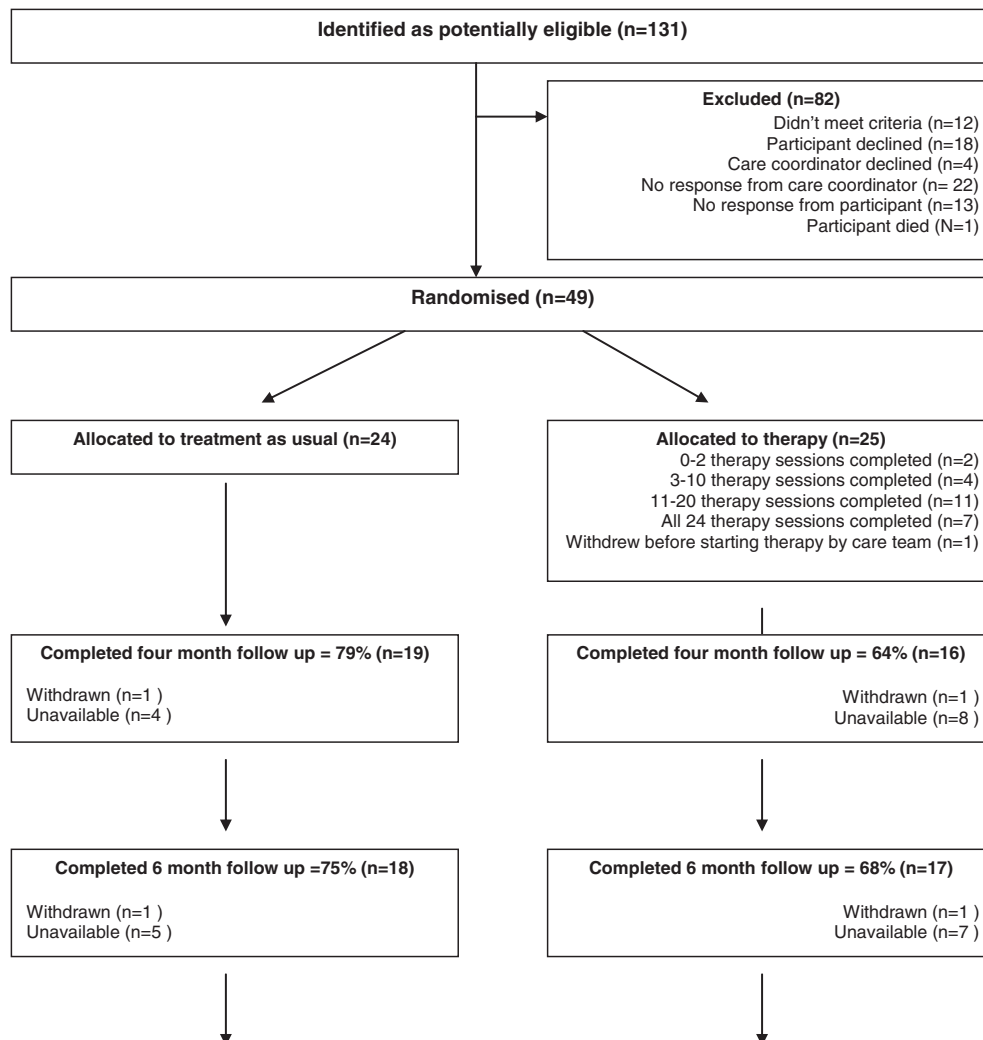 Identified as potentially eligible (n=131)
Excluded (n=82)
Didn't meet criteria (n=12)
Participant declined (n=18)
Care coordinator declined (n=4)
No response from care coordinator (n= 22)
No response from participant (n=13)
Participant died (N=1)
Randomised (n=49)
Allocated to treatment as usual (n=24)
Allocated to therapy (n=25)
0-2 therapy sessions completed (n=2)
3-10 therapy sessions completed (n=4)
11-20 therapy sessions completed (n=11)
All 24 therapy sessions completed (n=7)
Withdrew before starting therapy by care team (n=1)
Completed four month follow up = 79% (n=19)
Withdrawn (n=1 )
Unavailable (n=4 )
Completed four month follow up = 64% (n=16)
Withdrawn (n=1 )
Unavailable (n=8 )
Completed 6 month follow up =75% (n=18)
Withdrawn (n=1 )
Unavailable (n=5 )
Completed 6 month follow up = 68% (n=17)
Withdrawn (n=1 )
Unavailable (n=7 )